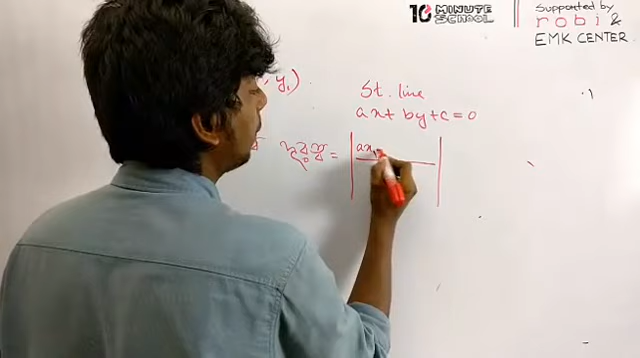 10 MINUTE SCHOOL
Supported by
robi &
EMK CENTER
, y₁)
St. line
ax + by + c = 0
দূরত্ব =
ax₁